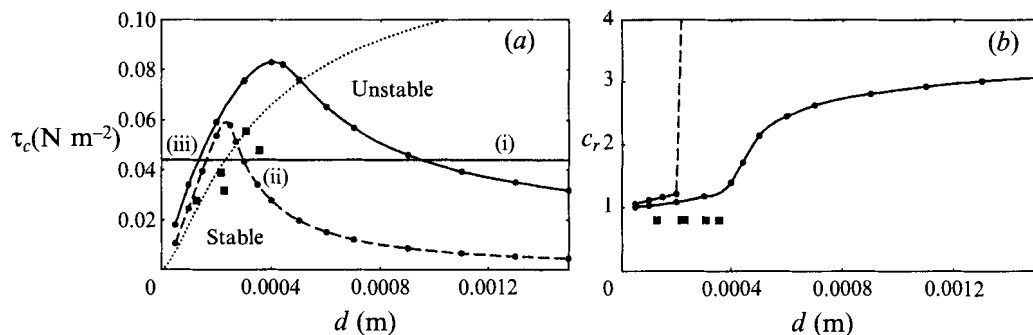 0.10
(a)
0.08
Unstable
τc(N m⁻²)
0.06
(iii)
(i)
0.04
(ii)
0.02
Stable
0
0.0004
0.0008
0.0012
d (m)
4
(b)
3
cr
2
1
0
0.0004
0.0008
0.0012
d (m)